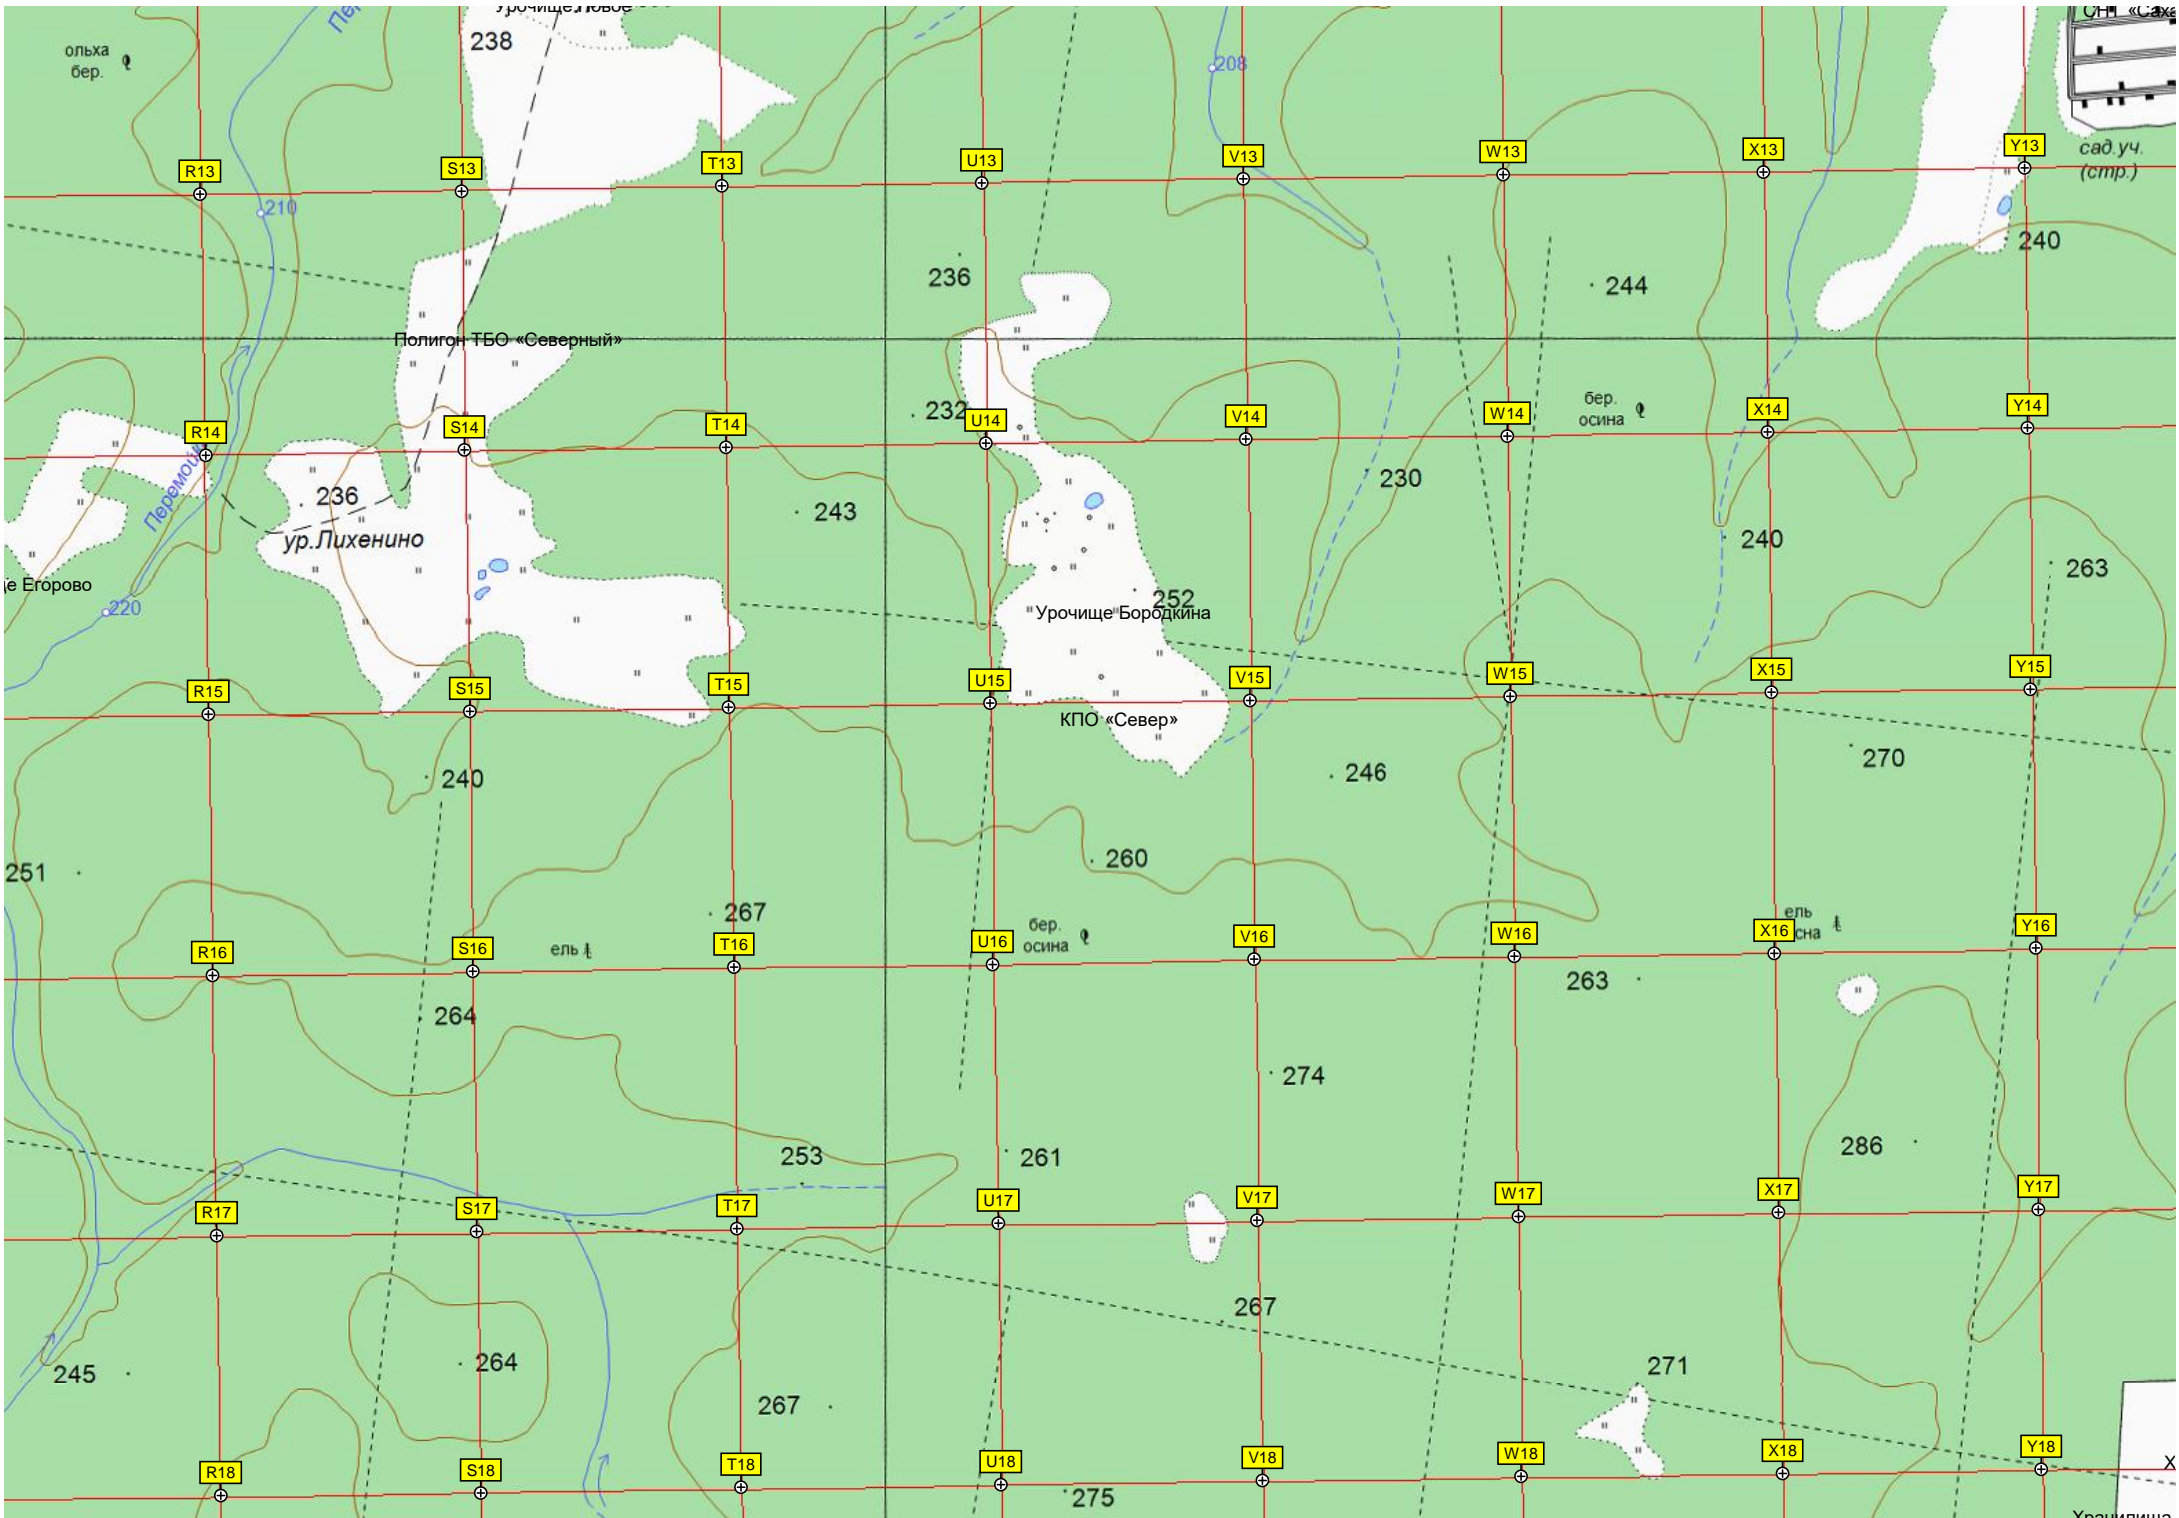 238
СНТ «Саха
ольха
бер.
208
сад.уч.
(стр.)
R13
S13
T13
U13
V13
W13
X13
Y13
210
240
236
244
Полигон ТБО «Северный»
бер.
осина
232
R14
S14
T14
U14
V14
W14
X14
Y14
230
236
243
ур.Лихенино
240
263
е Егорово
252
220
Урочище Бородкина
R15
S15
T15
U15
V15
W15
X15
Y15
КПО «Север»
240
246
270
251
260
267
бер.
осина
ель
ель
сна
R16
S16
T16
U16
V16
W16
X16
Y16
263
264
274
253
261
286
R17
S17
T17
U17
V17
W17
X17
Y17
267
245
264
271
267
R18
S18
T18
U18
V18
W18
X18
Y18
Х
275